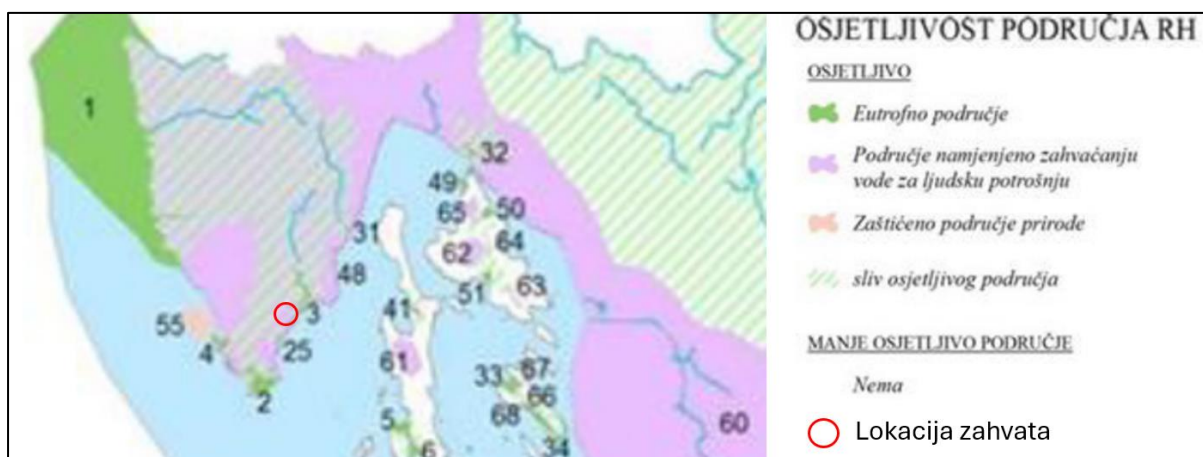 OSJETLJIVOST PODRUČJA RH
OSJETLJIVO
Eutrofno područje
Područje namjenjeno zahvaćanju
vode za ljudsku potrošnju
Zaštićeno područje prirode
sliv osjetljivog područja
MANJE OSJETLJIVO PODRUČJE
Nema
Lokacija zahvata
1
32
49
65
50
31
62
64
48
51
63
41
3
55
4
25
61
2
33
67
66
68
5
6
34
60